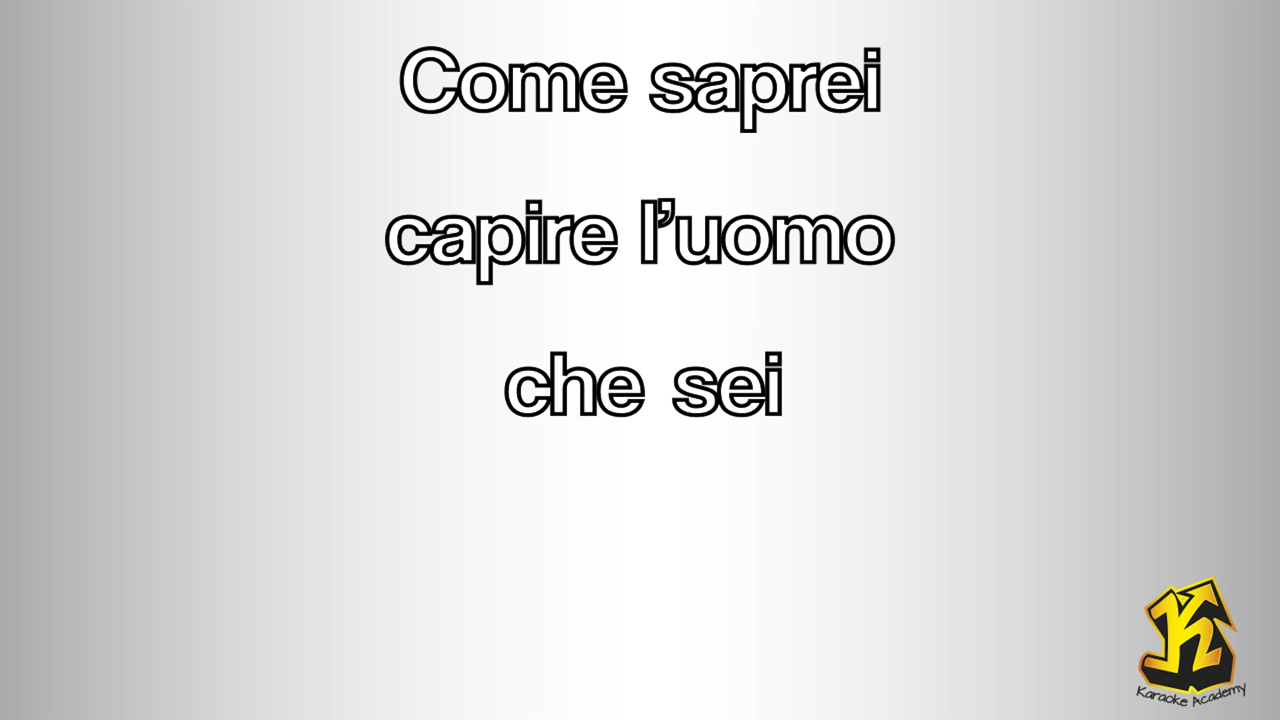 Come saprei
capire l’uomo
che sei
K
Karaoke Academy